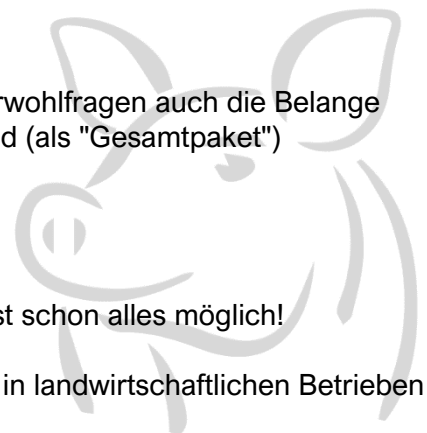 rwohlfragen auch die Belange
d (als "Gesamtpaket")
st schon alles möglich!
in landwirtschaftlichen Betrieben